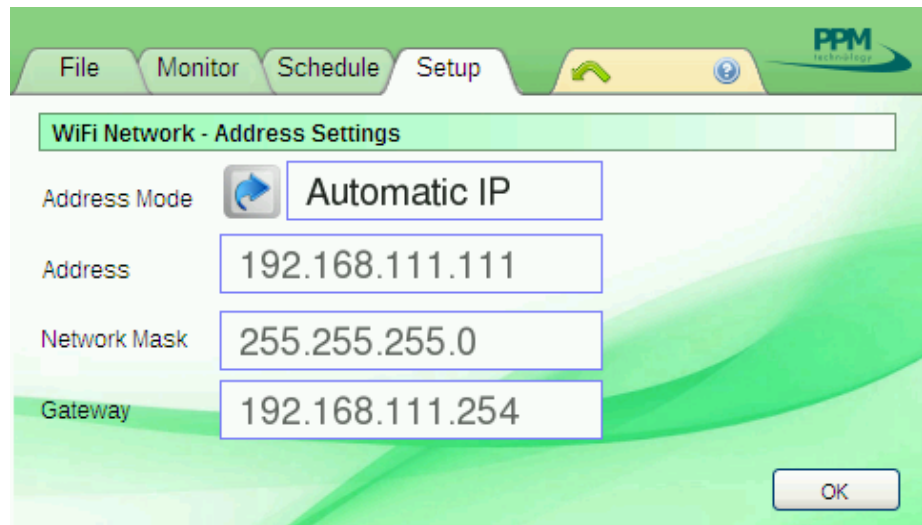 File Monitor Schedule Setup
PPM
technology
WiFi Network - Address Settings
Address Mode Automatic IP
Address 192.168.111.111
Network Mask 255.255.255.0
Gateway 192.168.111.254
OK